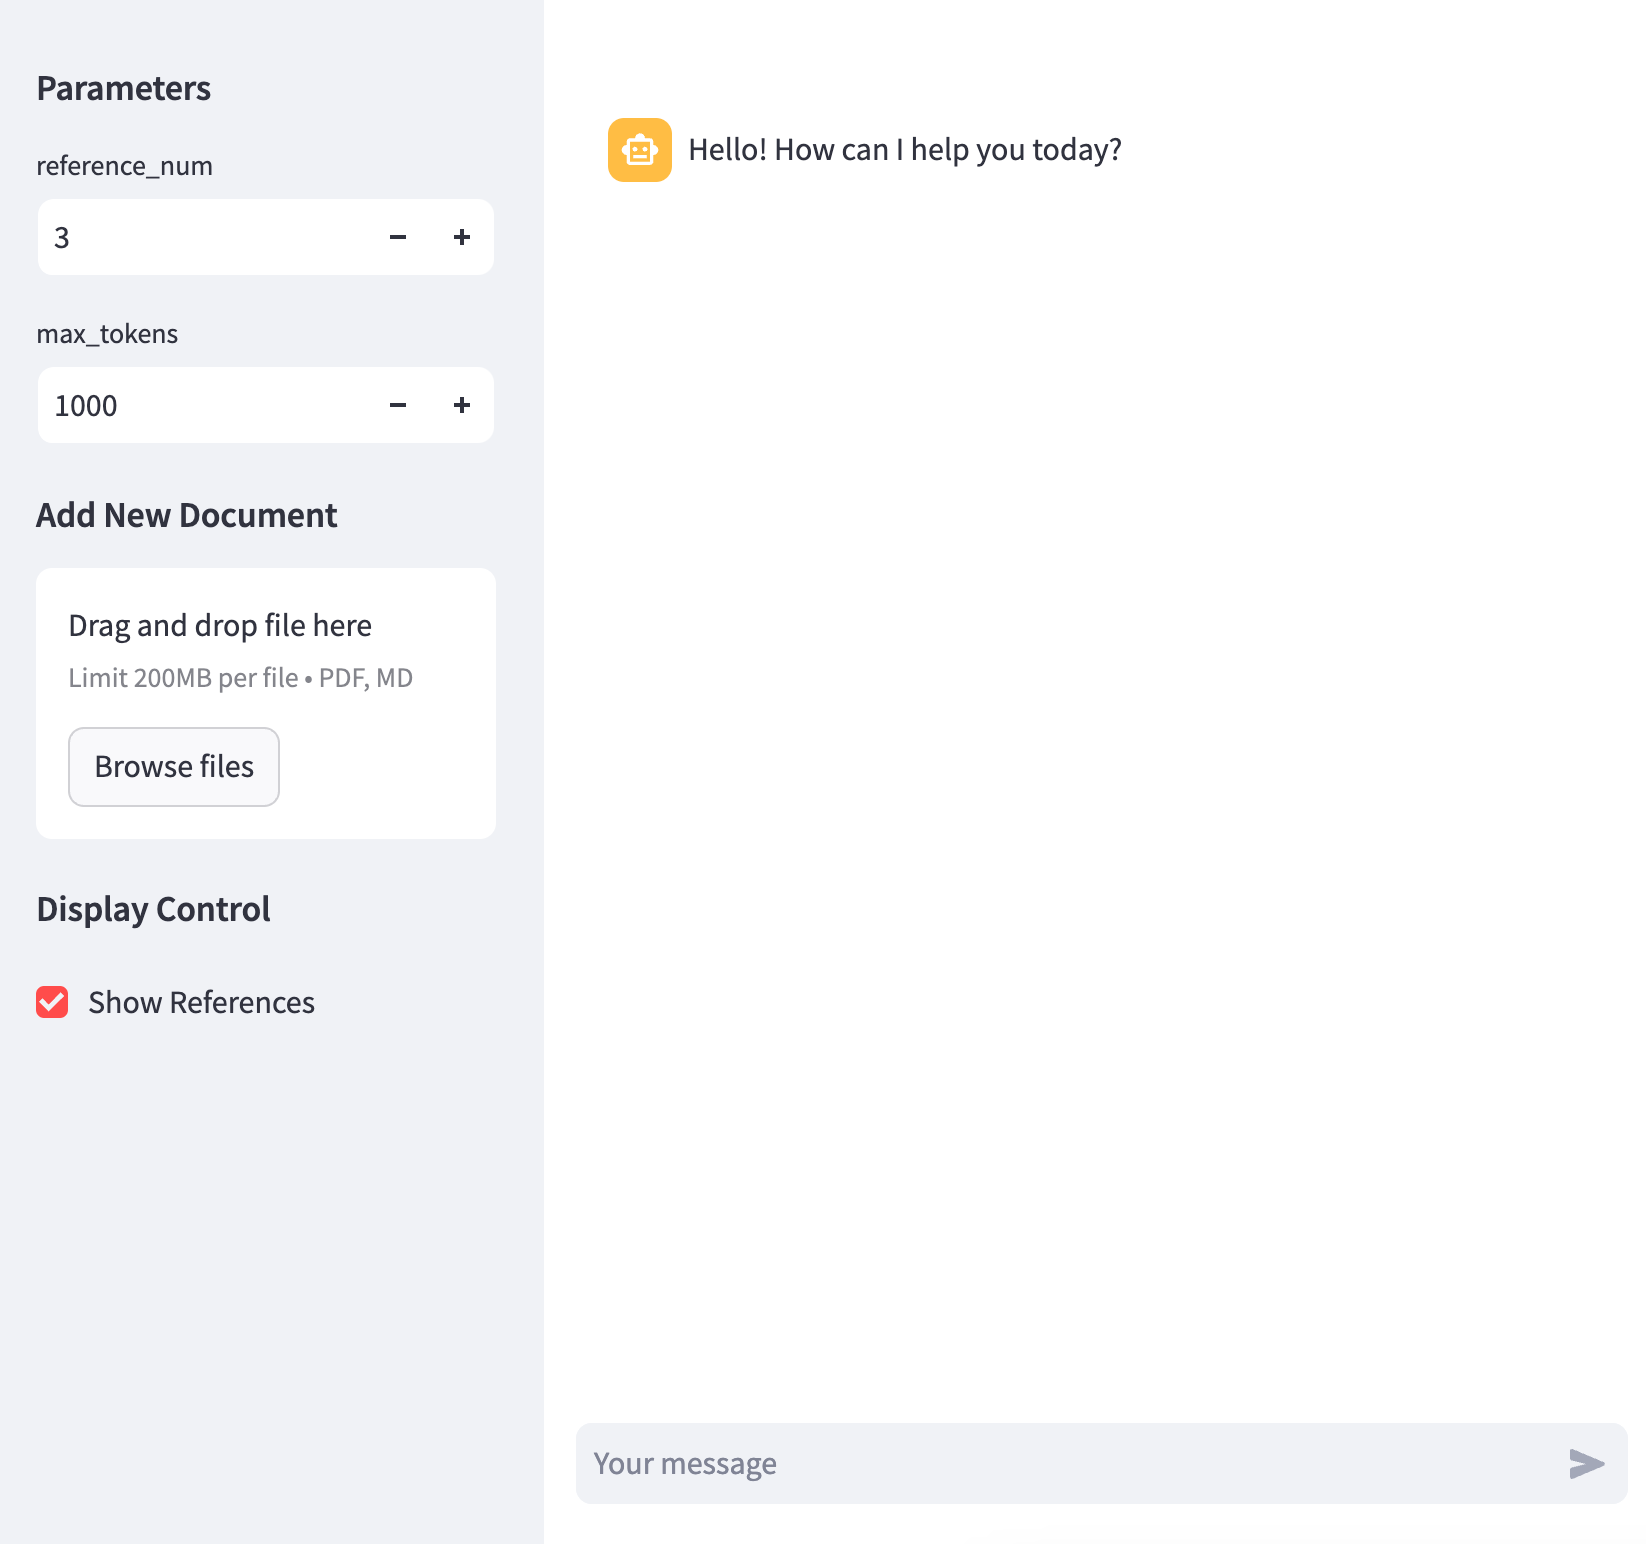 Parameters
reference_num
3
max_tokens
1000
Add New Document
Drag and drop file here
Limit 200MB per file • PDF, MD
Browse files
Display Control
Show References
Hello! How can I help you today?
Your message